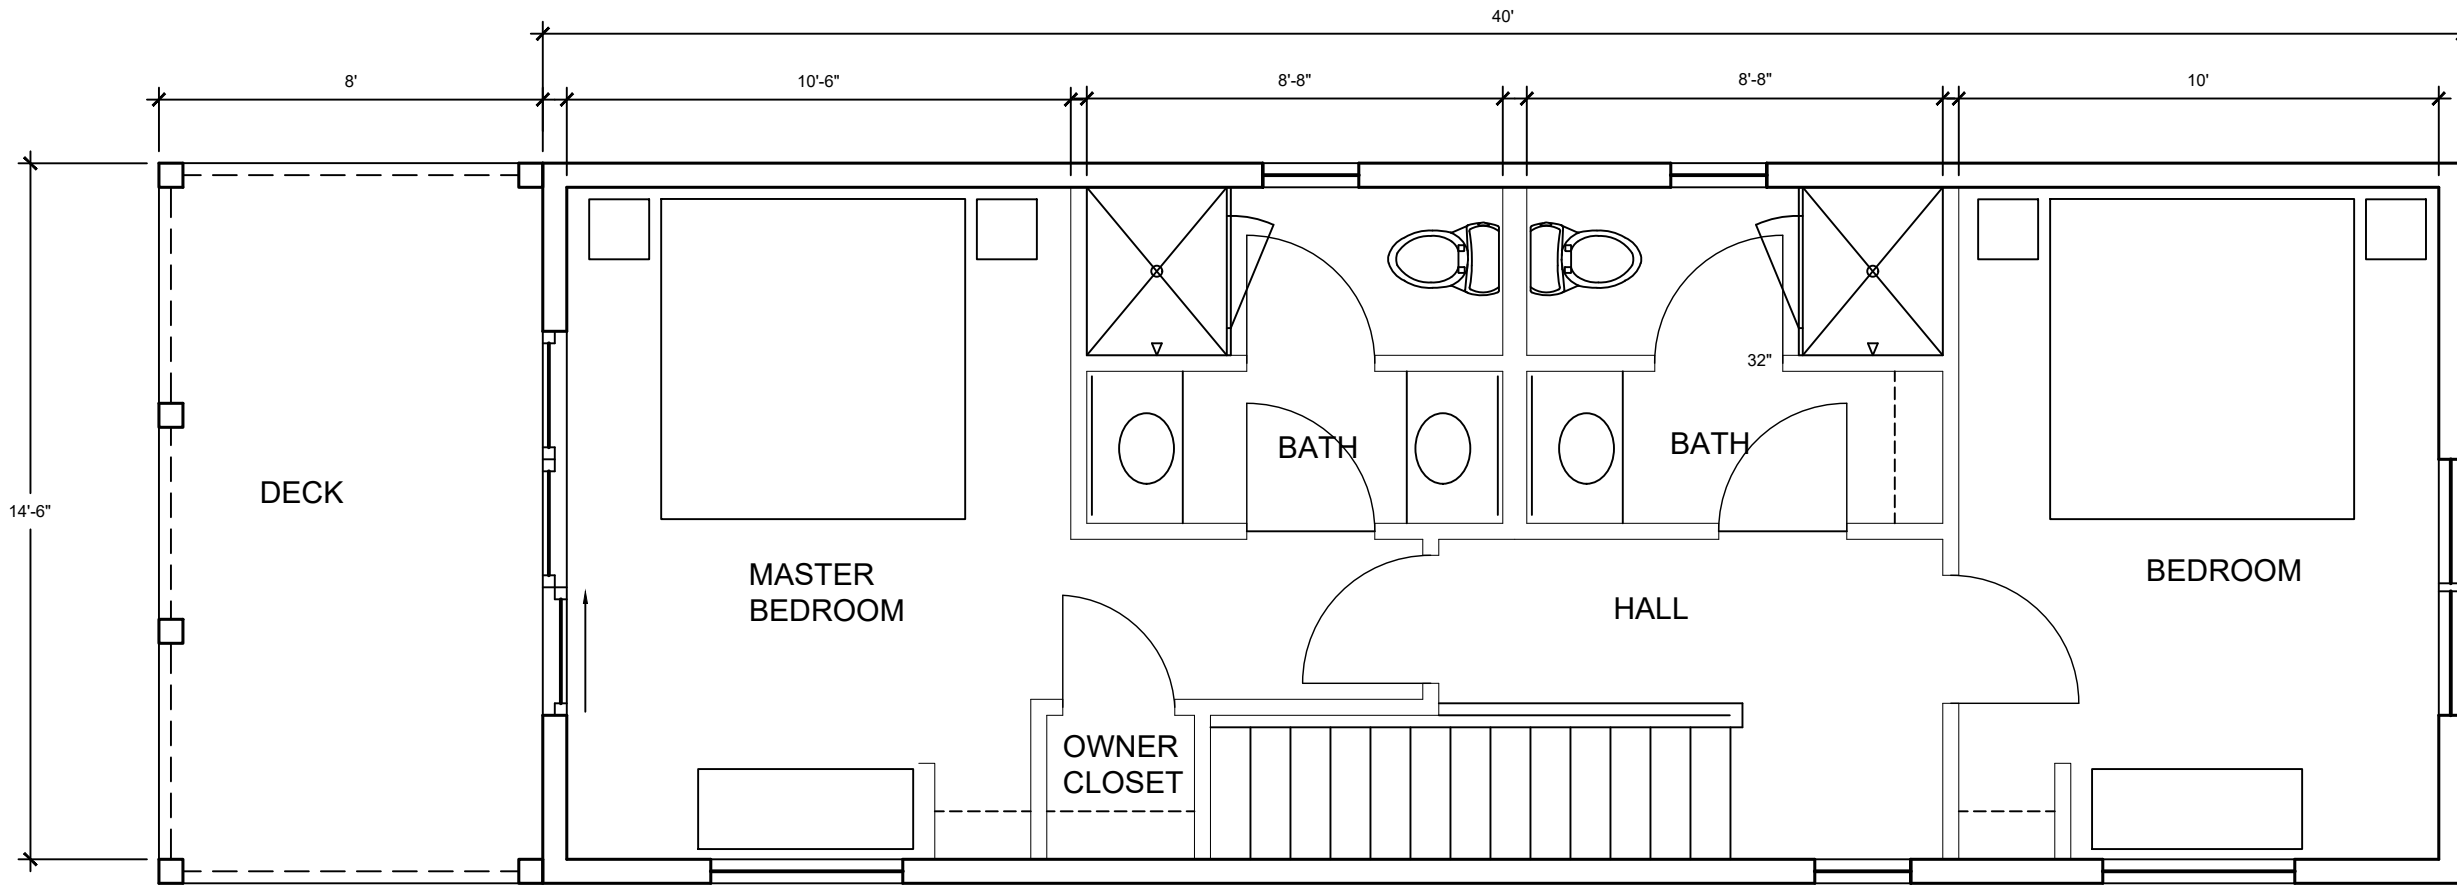 40'
8'
10'-6"
8'-8"
8'-8"
10'
32"
BATH
BATH
DECK
14'-6"
MASTER
BEDROOM
BEDROOM
HALL
OWNER
CLOSET